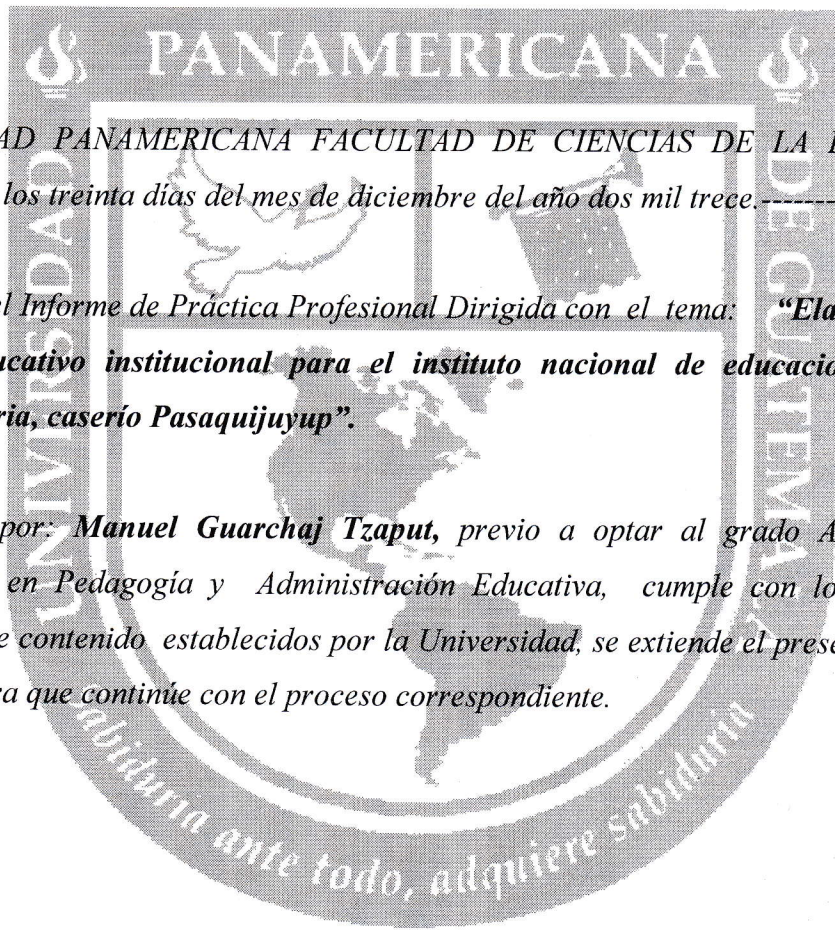 PANAMERICANA
UNIVERSIDAD
DE GUATEMALA
AD PANAMERICANA FACULTAD DE CIENCIAS DE LA
los treinta días del mes de diciembre del año dos mil trece.--------
el Informe de Práctica Profesional Dirigida con el tema: “Ela
ucativo institucional para el instituto nacional de educacio
ria, caserío Pasaquijuyup”.
por: Manuel Guarchaj Tzaput, previo a optar al grado A
en Pedagogía y Administración Educativa, cumple con lo
e contenido establecidos por la Universidad, se extiende el prese
ra que continúe con el proceso correspondiente.
sabiduria ante todo, adquiere sabiduria